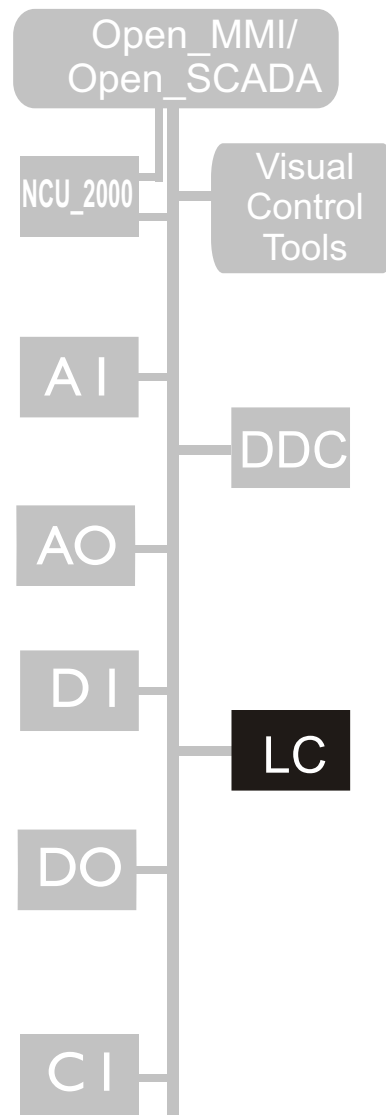 Open_MMI/
Open_SCADA
NCU_2000
Visual
Control
Tools
AI
DDC
AO
DI
LC
DO
CI